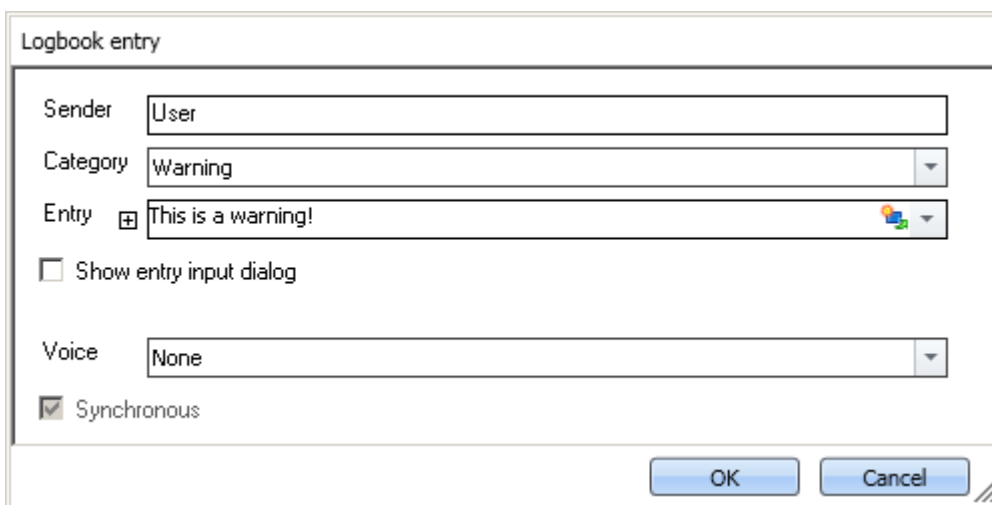 Logbook entry
Sender User
Category Warning
Entry This is a warning!
Show entry input dialog
Voice None
Synchronous
OK Cancel